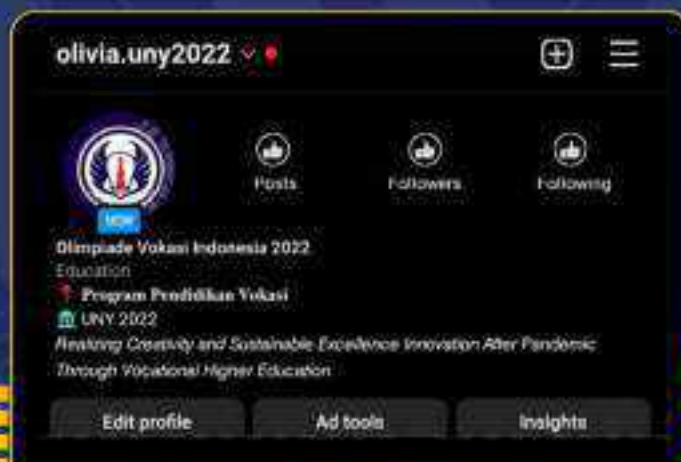 olivia.uny2022
Posts Followers Following
NEW
Olimpiade Vokasi Indonesia 2022
Education
Program Pendidikan Vokasi
UNY 2022
Realizing Creativity and Sustainable Excellence Innovation After Pandemic
Through Vocational Higher Education
Edit profile Ad tools Insights